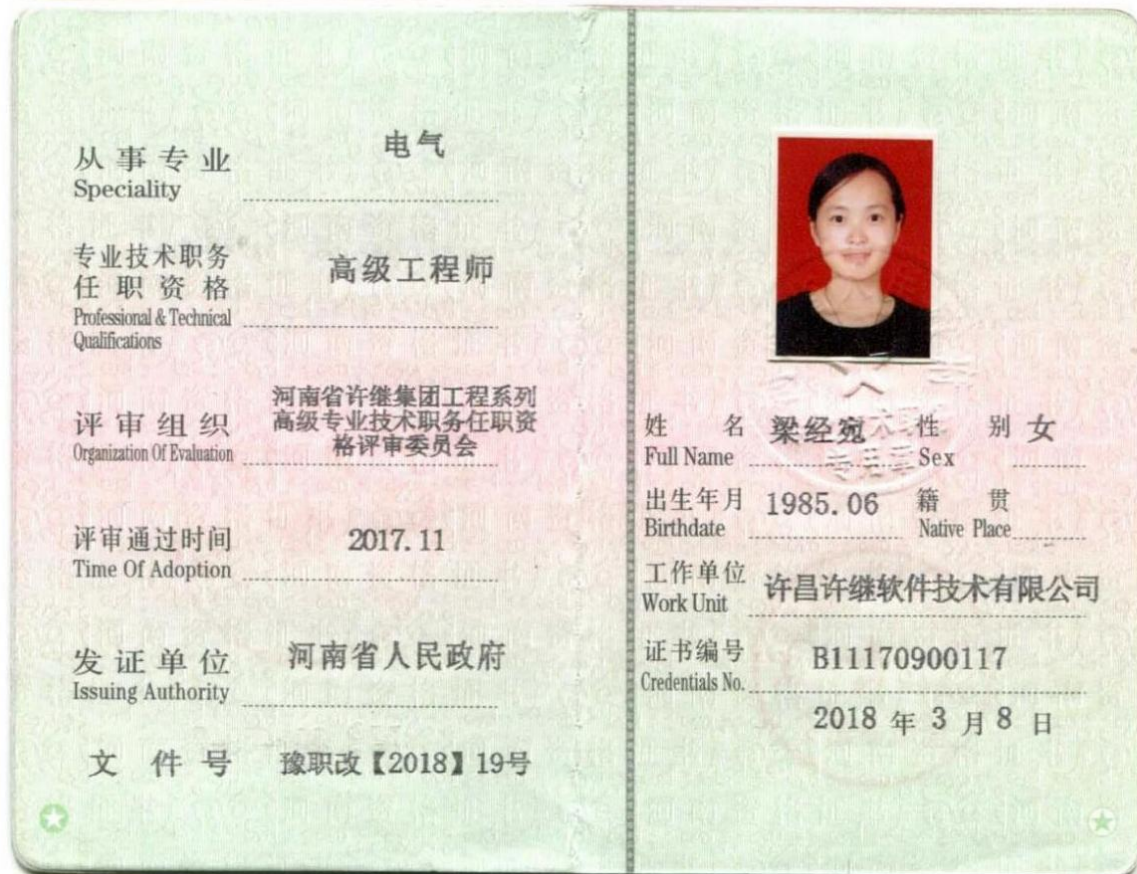 从事专业 电气
Speciality
专业技术职务
任职资格 高级工程师
Professional & Technical
Qualifications
河南省许继集团工程系列
评审组织 高级专业技术职务任职资
Organization Of Evaluation 格评审委员会
评审通过时间 2017.11
Time Of Adoption
发证单位 河南省人民政府
Issuing Authority
文件号 豫职改【2018】19号
姓名 梁经宛 性别 女
Full Name Sex
出生年月 1985.06 籍贯
Birthdate Native Place
工作单位 许昌许继软件技术有限公司
Work Unit
证书编号 B11170900117
Credentials No.
2018 年 3 月 8 日